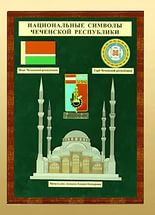 НАЦИОНАЛЬНЫЕ СИМВОЛЫ
ЧЕЧЕНСКОЙ РЕСПУБЛИКИ
Флаг Чеченской республики
Герб Чеченской республики